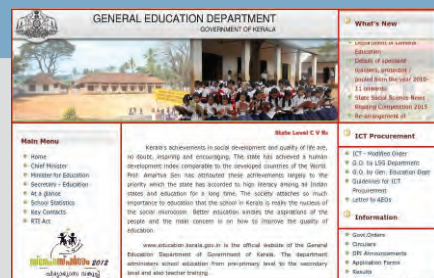 GENERAL EDUCATION DEPARTMENT
GOVERNMENT OF KERALA
What's New
Department of General
Education
Details of specialist
teachers, protected /
posted from the year 2010-
11 onwards
State Social Science News
Reading Competition 2015
Re-arrangement of
Main Menu
Home
Chief Minister
Minister for Education
Secretary - Education
At a glance
School Statistics
Key Contacts
RTI Act
2012
State Level C V Rs
Kerala's achievements in social development and quality of life are,
no doubt, inspiring and encouraging. The state has achieved a human
development index comparable to the developed countries of the World.
Prof. Amartya Sen has attributed these achievements largely to the
priority which the state has accorded to high literacy among all Indian
states and education for a long time. The society attaches so much
importance to education that the school in Kerala is really the nucleus of
the social microcosm. Better education kindles the aspirations of the
people and the main concern is on how to improve the quality of
education.
www.education.kerala.gov.in is the official website of the General
Education Department of Government of Kerala. The department
administers school education from pre-primary level to the secondary
level and also teacher training.
ICT Procurement
ICT - Modified Order
G.O. by LSG Department
G.O. by Gen. Education Dept
Guidelines for ICT
Procurement
Letter to AEOs
Information
Govt.Orders
Circulars
DPI Announcements
Application Forms
Results